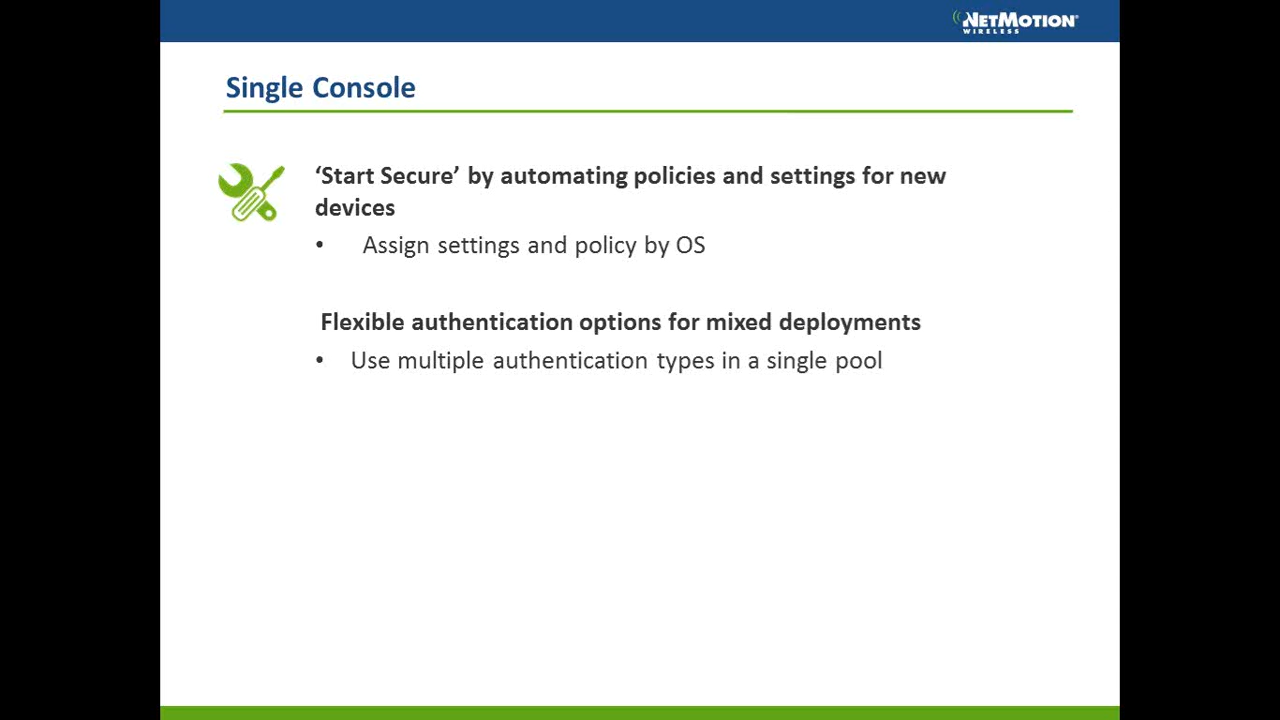 NETMOTION®
WIRELESS
Single Console
‘Start Secure’ by automating policies and settings for new
devices
• Assign settings and policy by OS
Flexible authentication options for mixed deployments
• Use multiple authentication types in a single pool